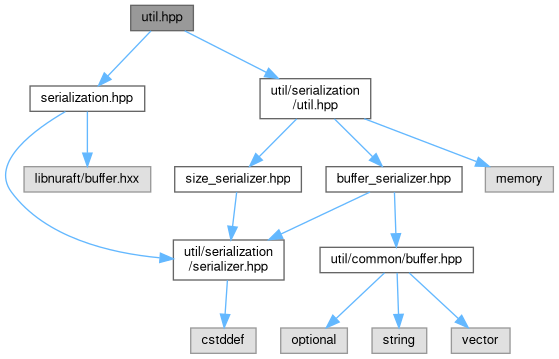 util.hpp
serialization.hpp
util/serialization
/util.hpp
libnuraft/buffer.hxx
size_serializer.hpp
buffer_serializer.hpp
memory
util/serialization
/serializer.hpp
util/common/buffer.hpp
cstddef
optional
string
vector